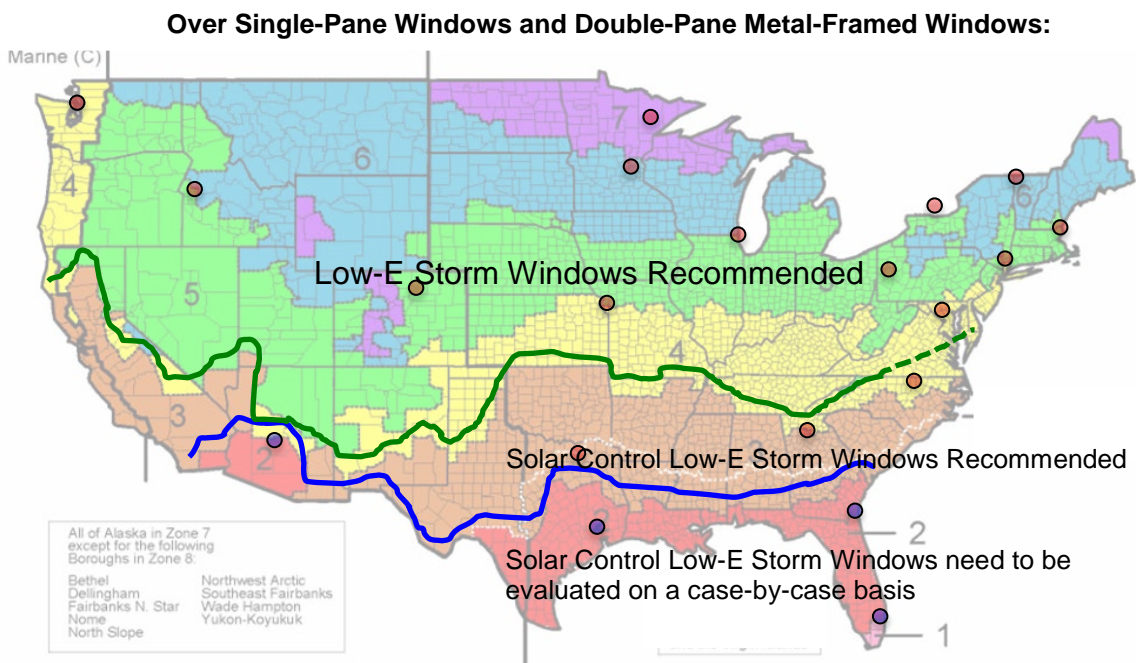 Over Single-Pane Windows and Double-Pane Metal-Framed Windows:
Marine (C)
7
6
4
6
Low-E Storm Windows Recommended
5
4
3
3
2
Solar Control Low-E Storm Windows Recommended
2
Solar Control Low-E Storm Windows need to be
evaluated on a case-by-case basis
1
All of Alaska in Zone 7
except for the following
Boroughs in Zone 8:
Bethel
Dellingham
Fairbanks N. Star
Nome
North Slope
Northwest Arctic
Southeast Fairbanks
Wade Hampton
Yukon-Koyukuk